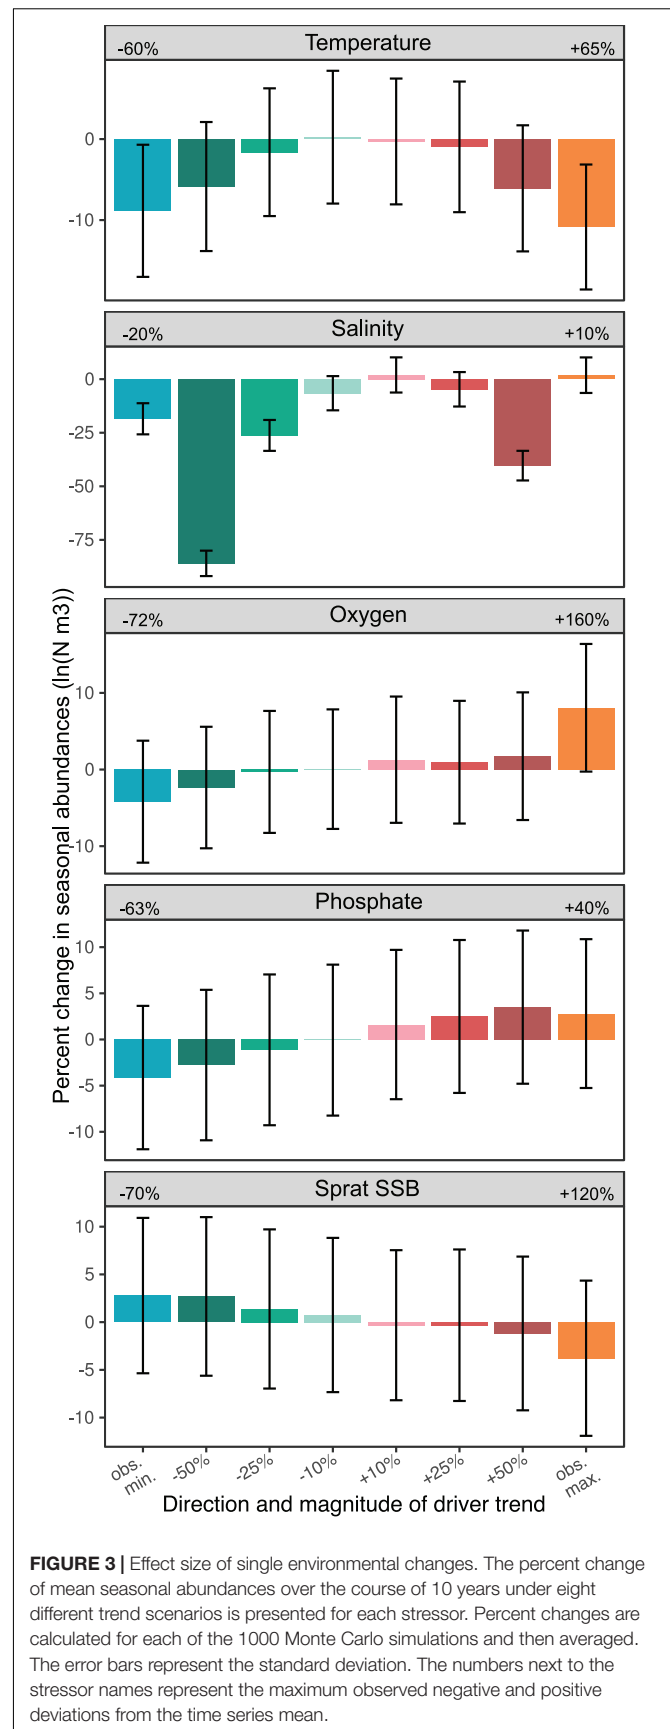 -60% Temperature +65%
0
-10
-20% Salinity +10%
0
-25
-50
-75
-72% Oxygen +160%
10
0
-10
-63% Phosphate +40%
10
5
0
-5
-10
-70% Sprat SSB +120%
10
5
0
-5
-10
Percent change in seasonal abundances (ln(N m3))
obs. min. -50% -25% -10% +10% +25% +50% obs. max.
Direction and magnitude of driver trend
FIGURE 3 | Effect size of single environmental changes. The percent change
of mean seasonal abundances over the course of 10 years under eight
different trend scenarios is presented for each stressor. Percent changes are
calculated for each of the 1000 Monte Carlo simulations and then averaged.
The error bars represent the standard deviation. The numbers next to the
stressor names represent the maximum observed negative and positive
deviations from the time series mean.